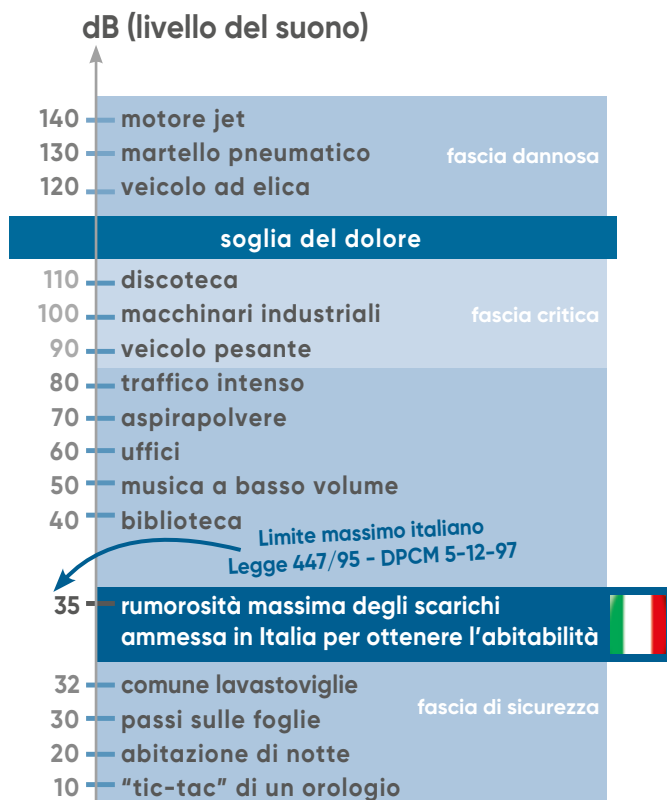 dB (livello del suono)
140 motore jet
130 martello pneumatico
fascia dannosa
120 veicolo ad elica
soglia del dolore
110 discoteca
100 macchinari industriali
fascia critica
90 veicolo pesante
80 traffico intenso
70 aspirapolvere
60 uffici
50 musica a basso volume
40 biblioteca
Limite massimo italiano
Legge 447/95 - DPCM 5-12-97
35 rumorosità massima degli scarichi
ammessa in Italia per ottenere l'abitabilità
32 comune lavastoviglie
fascia di sicurezza
30 passi sulle foglie
20 abitazione di notte
10 "tic-tac" di un orologio